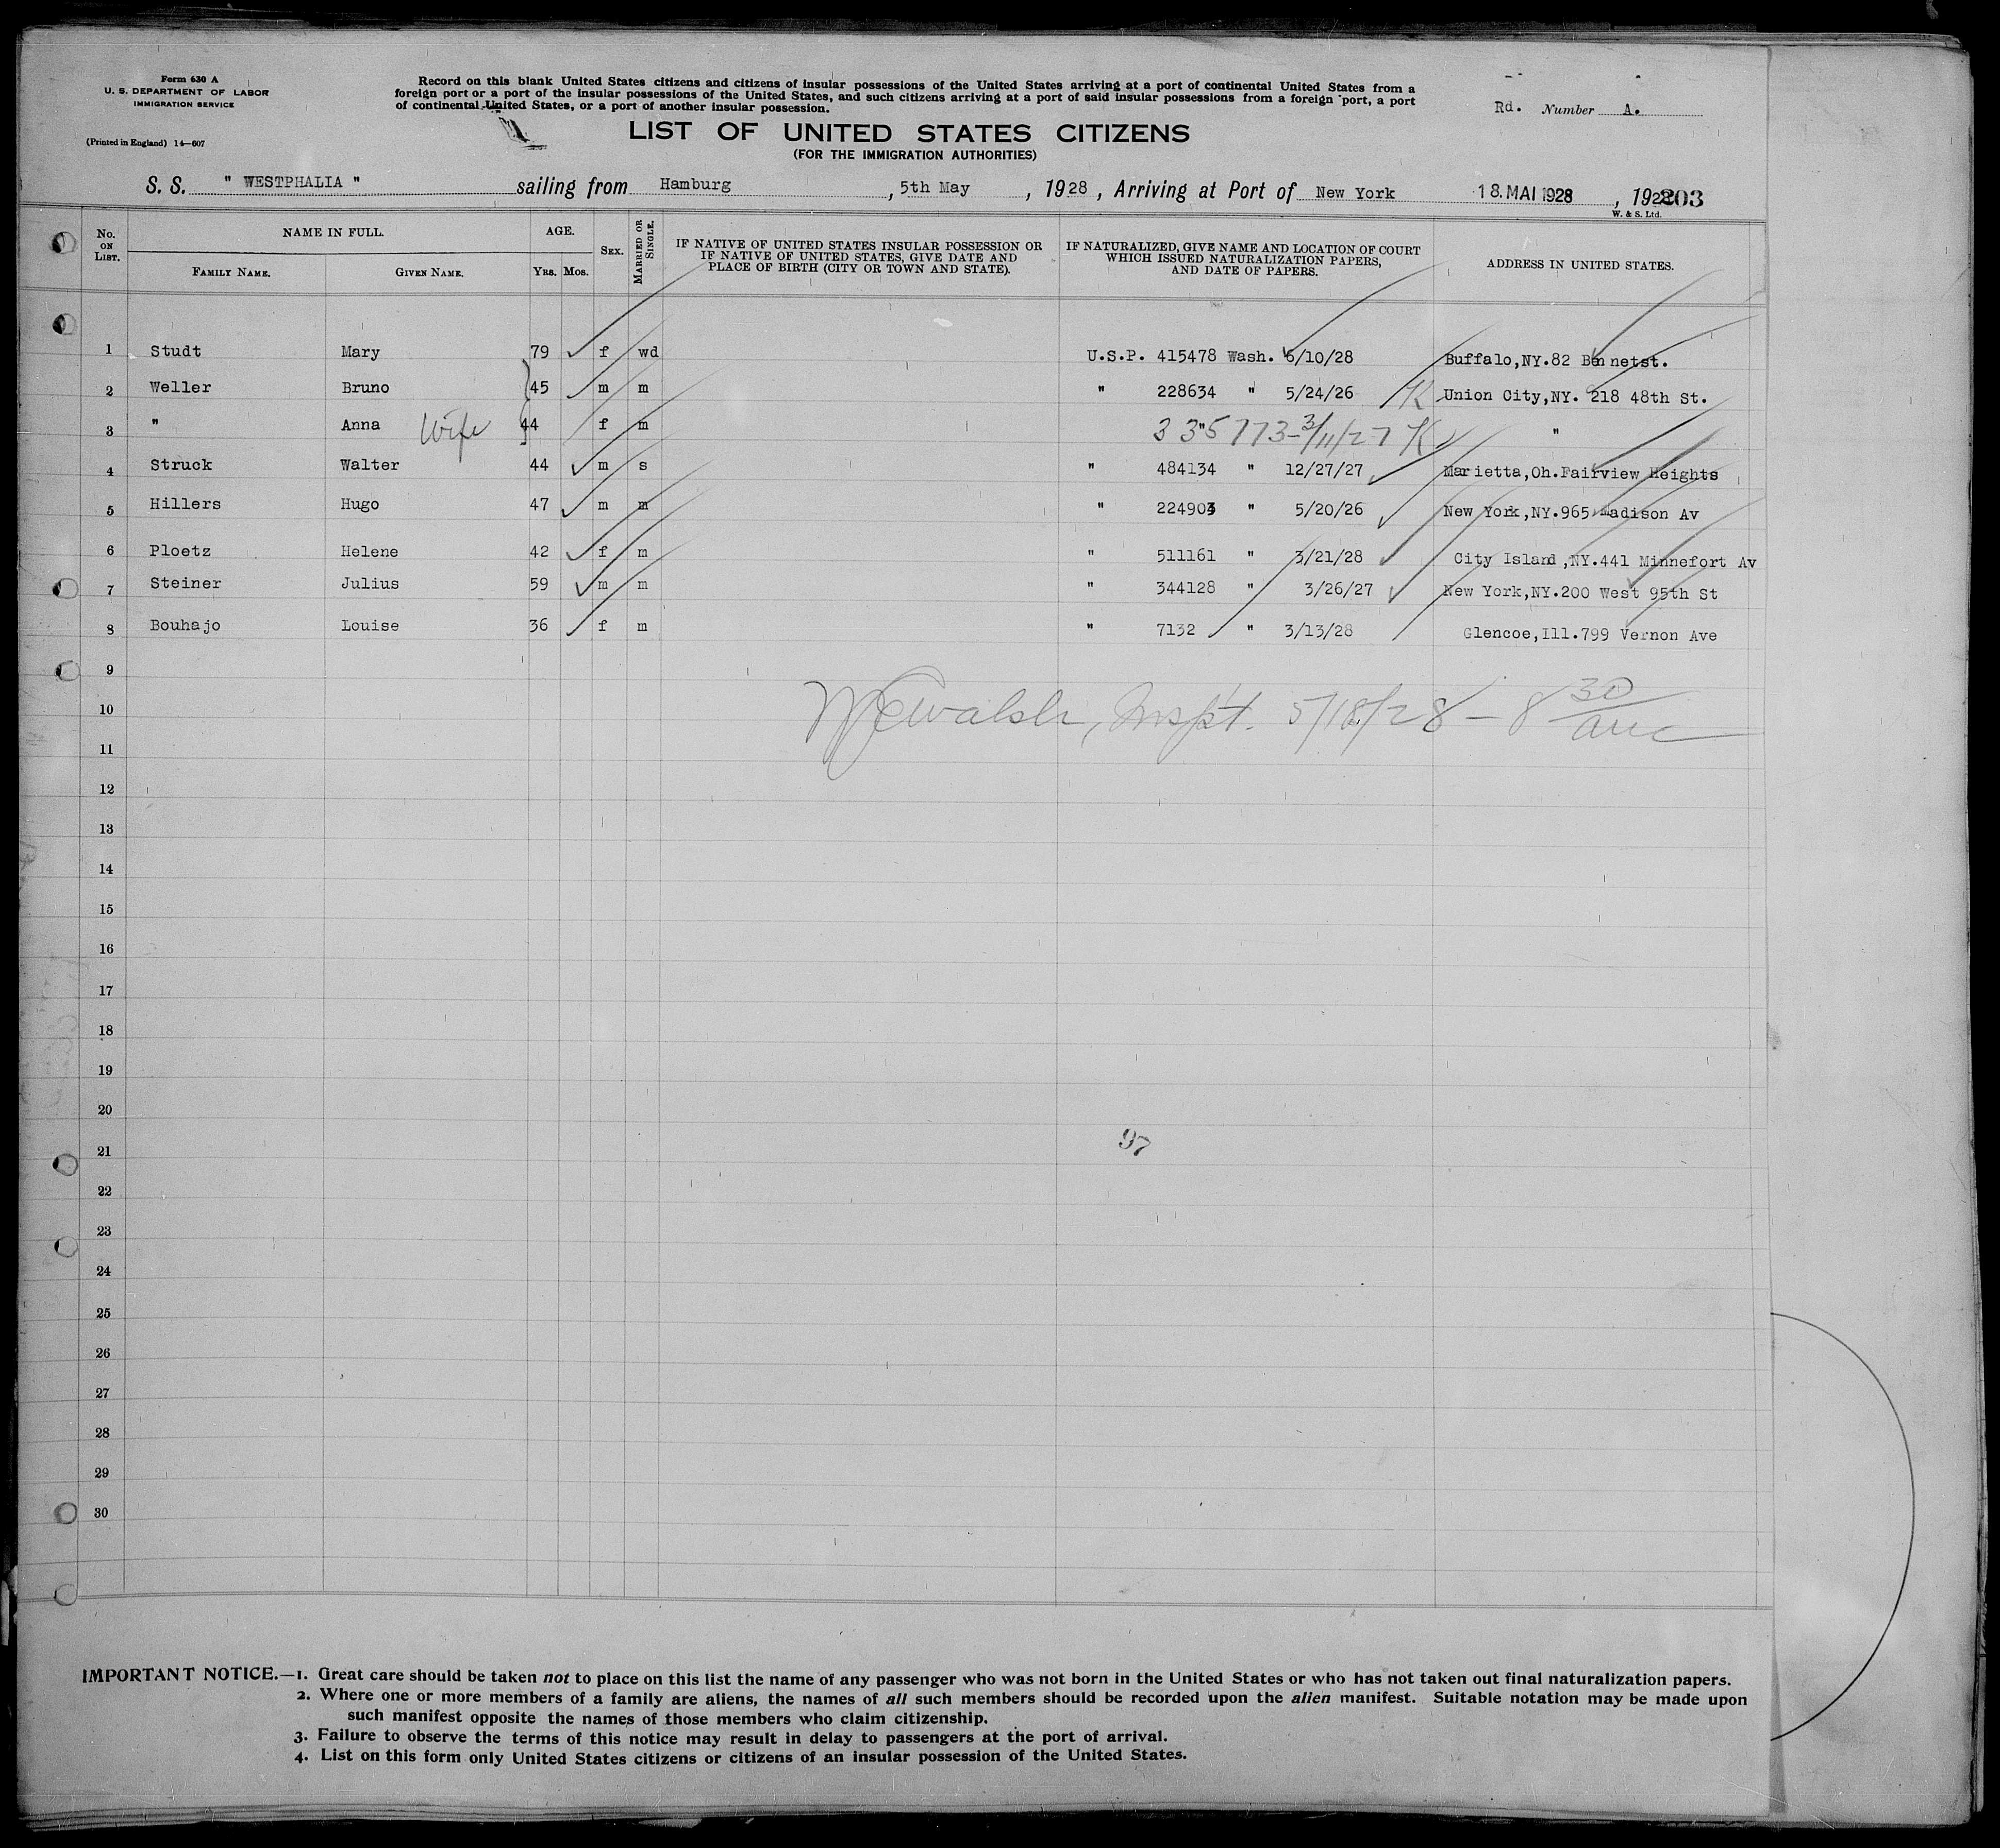 Form 630 A
U. S. DEPARTMENT OF LABOR
IMMIGRATION SERVICE
(Printed in England) 14—607
Record on this blank United States citizens and citizens of insular possessions of the United States arriving at a port of continental United States from a
foreign port or a port of the insular possessions of the United States, and such citizens arriving at a port of said insular possessions from a foreign port, a port
of continental United States, or a port of another insular possession.
Rd. Number A.
LIST OF UNITED STATES CITIZENS
(FOR THE IMMIGRATION AUTHORITIES)
S. S. " WESTPHALIA " sailing from Hamburg, 5th May, 1928, Arriving at Port of New York 18. MAI 1928, 1928 203
W. & S. Ltd.
No. ON LIST. NAME IN FULL. FAMILY NAME. GIVEN NAME. AGE. YRS. MOS. SEX. MARRIED OR SINGLE. IF NATIVE OF UNITED STATES INSULAR POSSESSION OR IF NATIVE OF UNITED STATES, GIVE DATE AND PLACE OF BIRTH (CITY OR TOWN AND STATE). IF NATURALIZED, GIVE NAME AND LOCATION OF COURT WHICH ISSUED NATURALIZATION PAPERS, AND DATE OF PAPERS. ADDRESS IN UNITED STATES.
1 Studt Mary 79 f wd U.S.P. 415478 Wash. 5/10/28 Buffalo,NY.82 Bennetst.
2 Weller Bruno 45 m m " 228634 " 5/24/26 K Union City,NY. 218 48th St.
3 " Anna Wife 44 f m " 335773-3/11/27 K "
4 Struck Walter 44 m s " 484134 " 12/27/27 Marietta,Oh.Fairview Heights
5 Hillers Hugo 47 m m " 224903 " 5/20/26 New York,NY.965 Madison Av
6 Ploetz Helene 42 f m " 511161 " 3/21/28 City Island,NY.441 Minnefort Av
7 Steiner Julius 59 m m " 344128 " 3/26/27 New York,NY.200 West 95th St
8 Bouhajo Louise 36 f m " 7132 " 3/13/28 Glencoe,Ill.799 Vernon Ave
9
10 Walsh, Inspt. 5/18/28 - 8 30
11
12
13
14
15
16
17
18
19
20
21 97
22
23
24
25
26
27
28
29
30
IMPORTANT NOTICE.—1. Great care should be taken not to place on this list the name of any passenger who was not born in the United States or who has not taken out final naturalization papers.
2. Where one or more members of a family are aliens, the names of all such members should be recorded upon the alien manifest. Suitable notation may be made upon
such manifest opposite the names of those members who claim citizenship.
3. Failure to observe the terms of this notice may result in delay to passengers at the port of arrival.
4. List on this form only United States citizens or citizens of an insular possession of the United States.